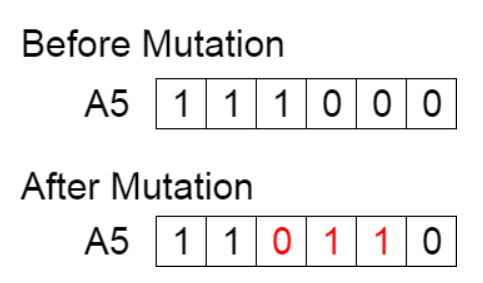 Before Mutation
A5 1 1 1 0 0 0
After Mutation
A5 1 1 0 1 1 0